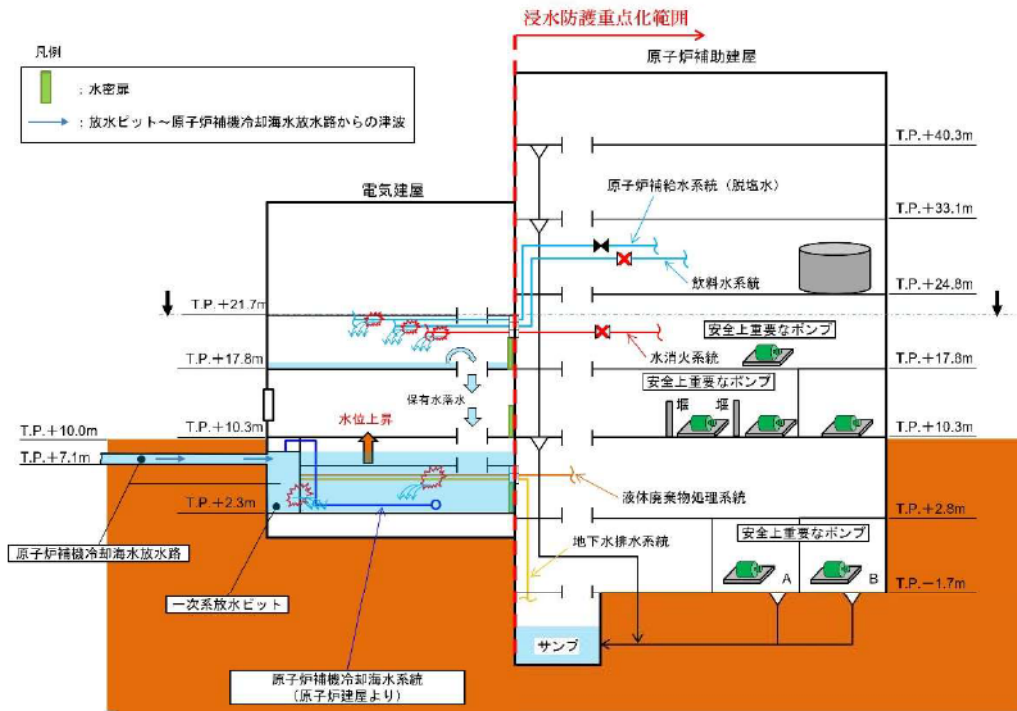 浸水防護重点化範囲
原子炉補助建屋
凡例
:水密扉
:放水ピット~原子炉補機冷却海水放水路からの津波
T.P.+40.3m
電気建屋
原子炉補給水系統(脱塩水)
T.P.+33.1m
飲料水系統
T.P.+24.8m
T.P.+21.7m
安全上重要なポンプ
水消火系統
T.P.+17.8m
T.P.+17.8m
安全上重要なポンプ
保有水落水
堰
堰
水位上昇
T.P.+10.0m
T.P.+10.3m
T.P.+10.3m
T.P.+7.1m
液体廃棄物処理系統
T.P.+2.3m
T.P.+2.8m
安全上重要なポンプ
地下水排水系統
原子炉補機冷却海水放水路
A
B
T.P.-1.7m
一次系放水ピット
サンプ
原子炉補機冷却海水系統
(原子炉建屋より)